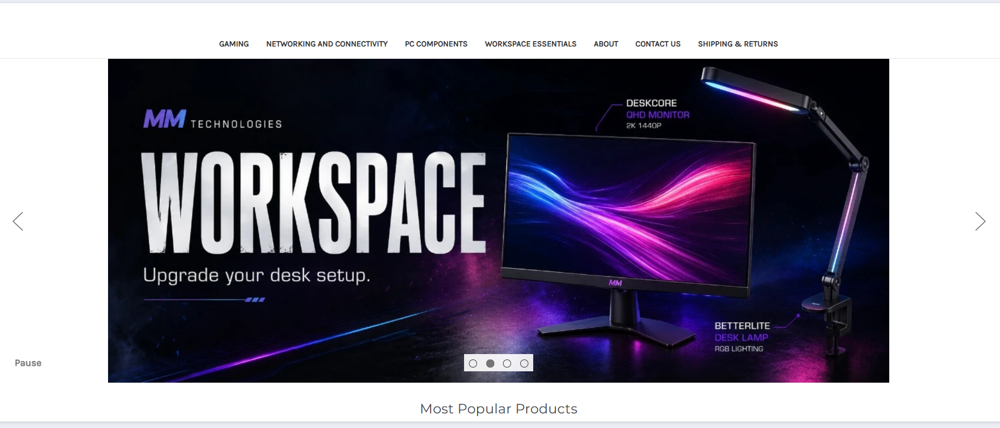 GAMING NETWORKING AND CONNECTIVITY PC COMPONENTS WORKSPACE ESSENTIALS ABOUT CONTACT US SHIPPING & RETURNS
MM TECHNOLOGIES
WORKSPACE
Upgrade your desk setup.
DESKCORE
QHD MONITOR
2K 1440P
MM
BETTERLITE
DESK LAMP
RGB LIGHTING
Pause
Most Popular Products